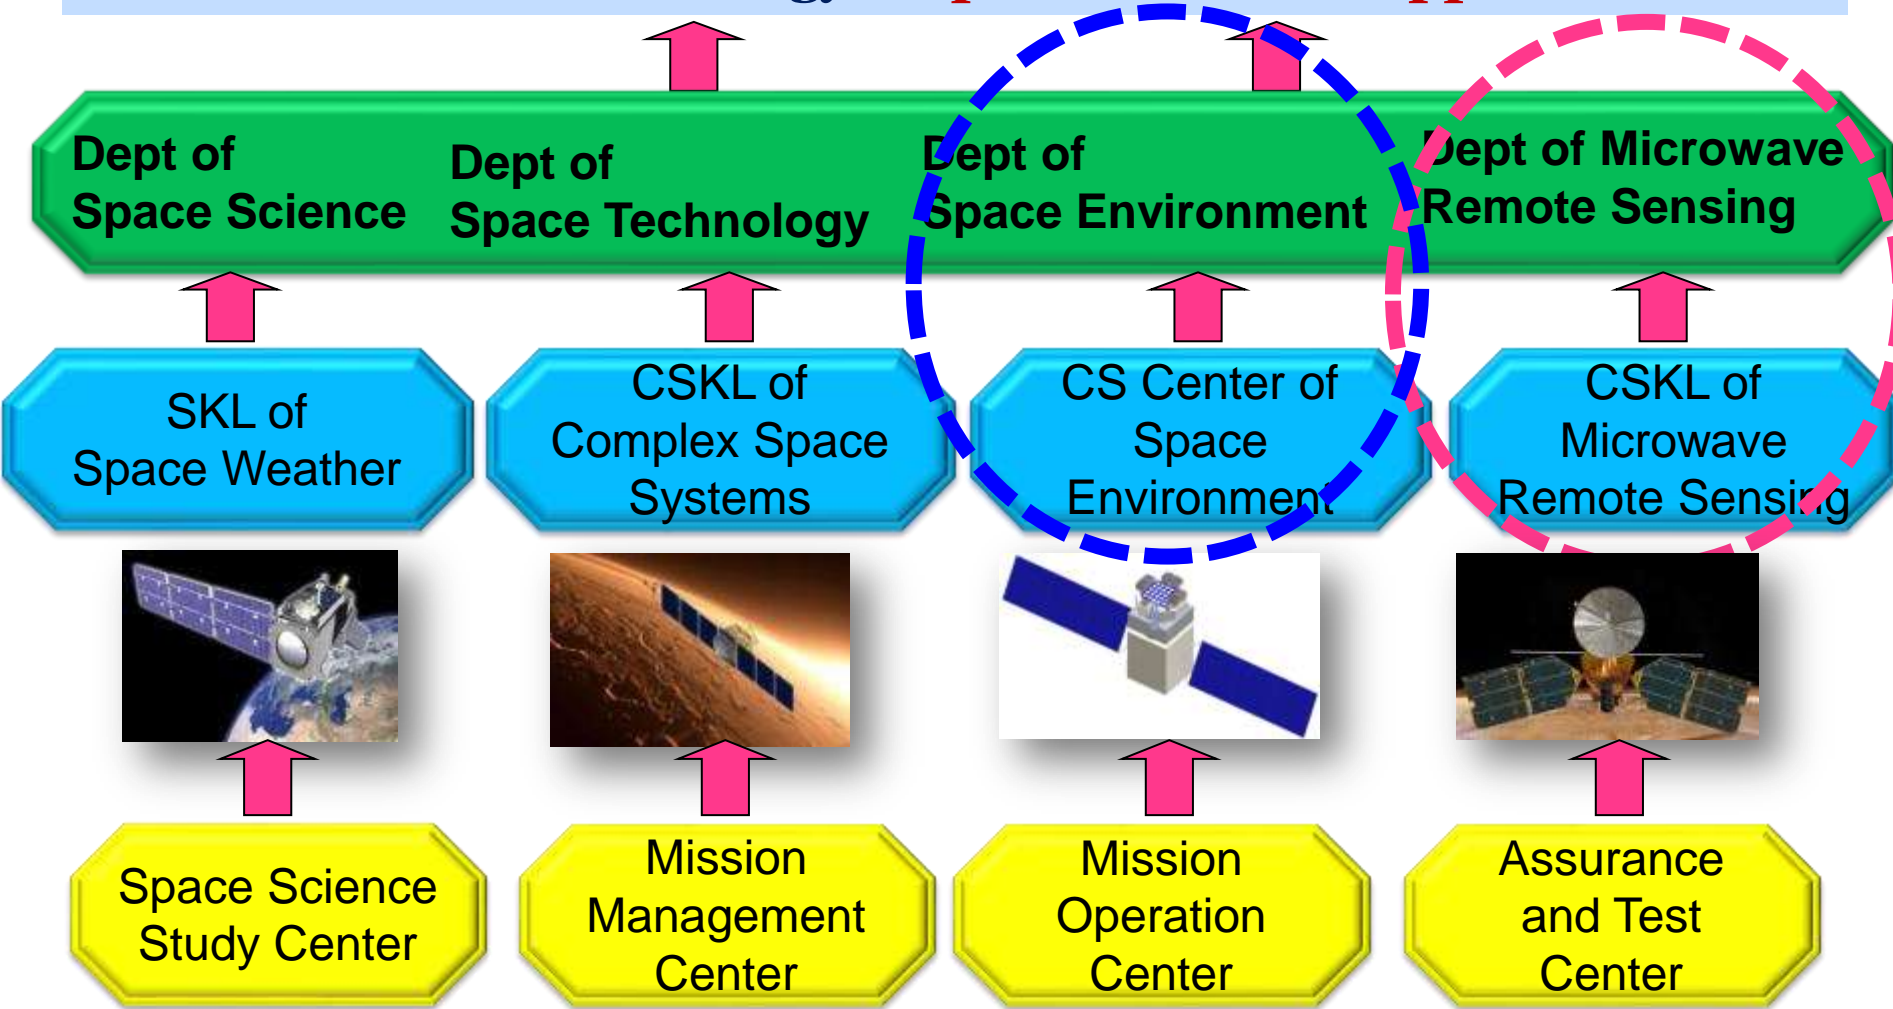 Dept of
Space Science
Dept of
Space Technology
Dept of
Space Environment
Dept of Microwave
Remote Sensing
SKL of
Space Weather
CSKL of
Complex Space
Systems
CS Center of
Space
Environment
CSKL of
Microwave
Remote Sensing
Space Science
Study Center
Mission
Management
Center
Mission
Operation
Center
Assurance
and Test
Center